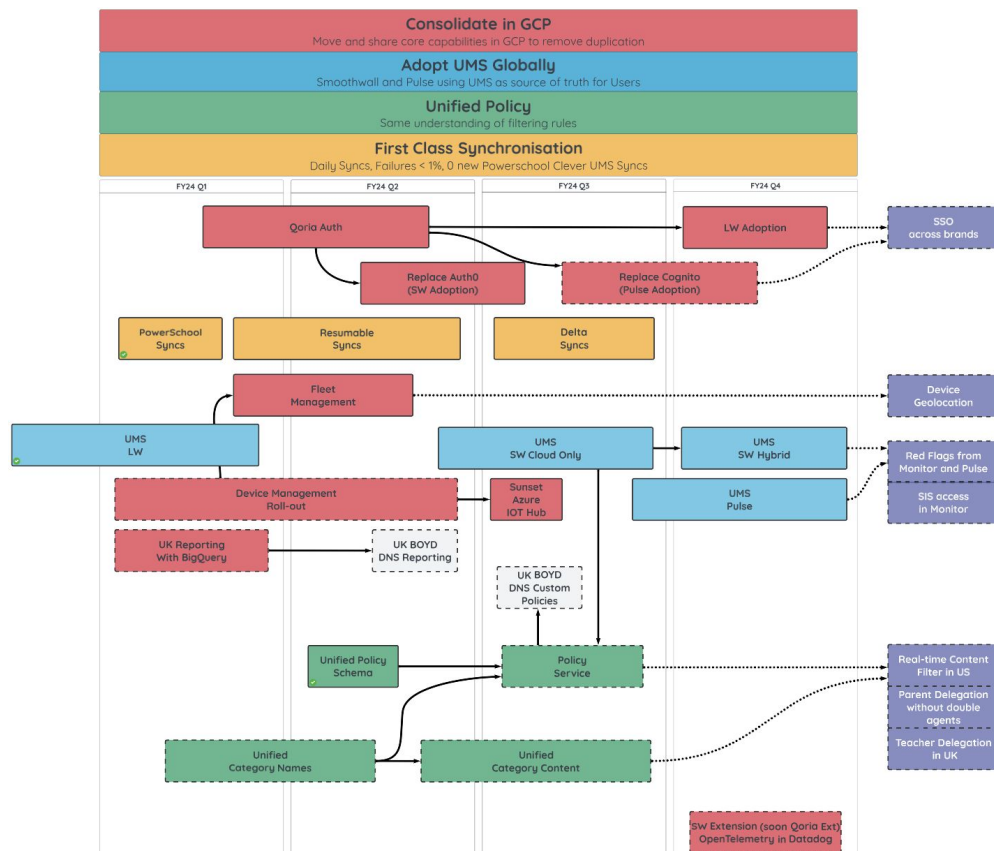 Consolidate in GCP
Move and share core capabilities in GCP to remove duplication
Adopt UMS Globally
Smoothwall and Pulse using UMS as source of truth for Users
Unified Policy
Same understanding of filtering rules
First Class Synchronisation
Daily Syncs, Failures < 1%, 0 new Powerschool Clever UMS Syncs
FY24 Q1
FY24 Q2
FY24 Q3
FY24 Q4
Qoria Auth
LW Adoption
SSO
across brands
Replace Auth0
(SW Adoption)
Replace Cognito
(Pulse Adoption)
PowerSchool
Syncs
Resumable
Syncs
Delta
Syncs
Fleet
Management
Device
Geolocation
UMS
LW
UMS
SW Cloud Only
UMS
SW Hybrid
Red Flags from
Monitor and Pulse
Device Management
Roll-out
Sunset
Azure
IOT Hub
UMS
Pulse
SIS access
in Monitor
UK Reporting
With BigQuery
UK BOYD
DNS Reporting
UK BOYD
DNS Custom
Policies
Unified Policy
Schema
Policy
Service
Real-time Content
Filter in US
Parent Delegation
without double
agents
Teacher Delegation
in UK
Unified
Category Names
Unified
Category Content
SW Extension (soon Qoria Ext)
OpenTelemetry in Datadog